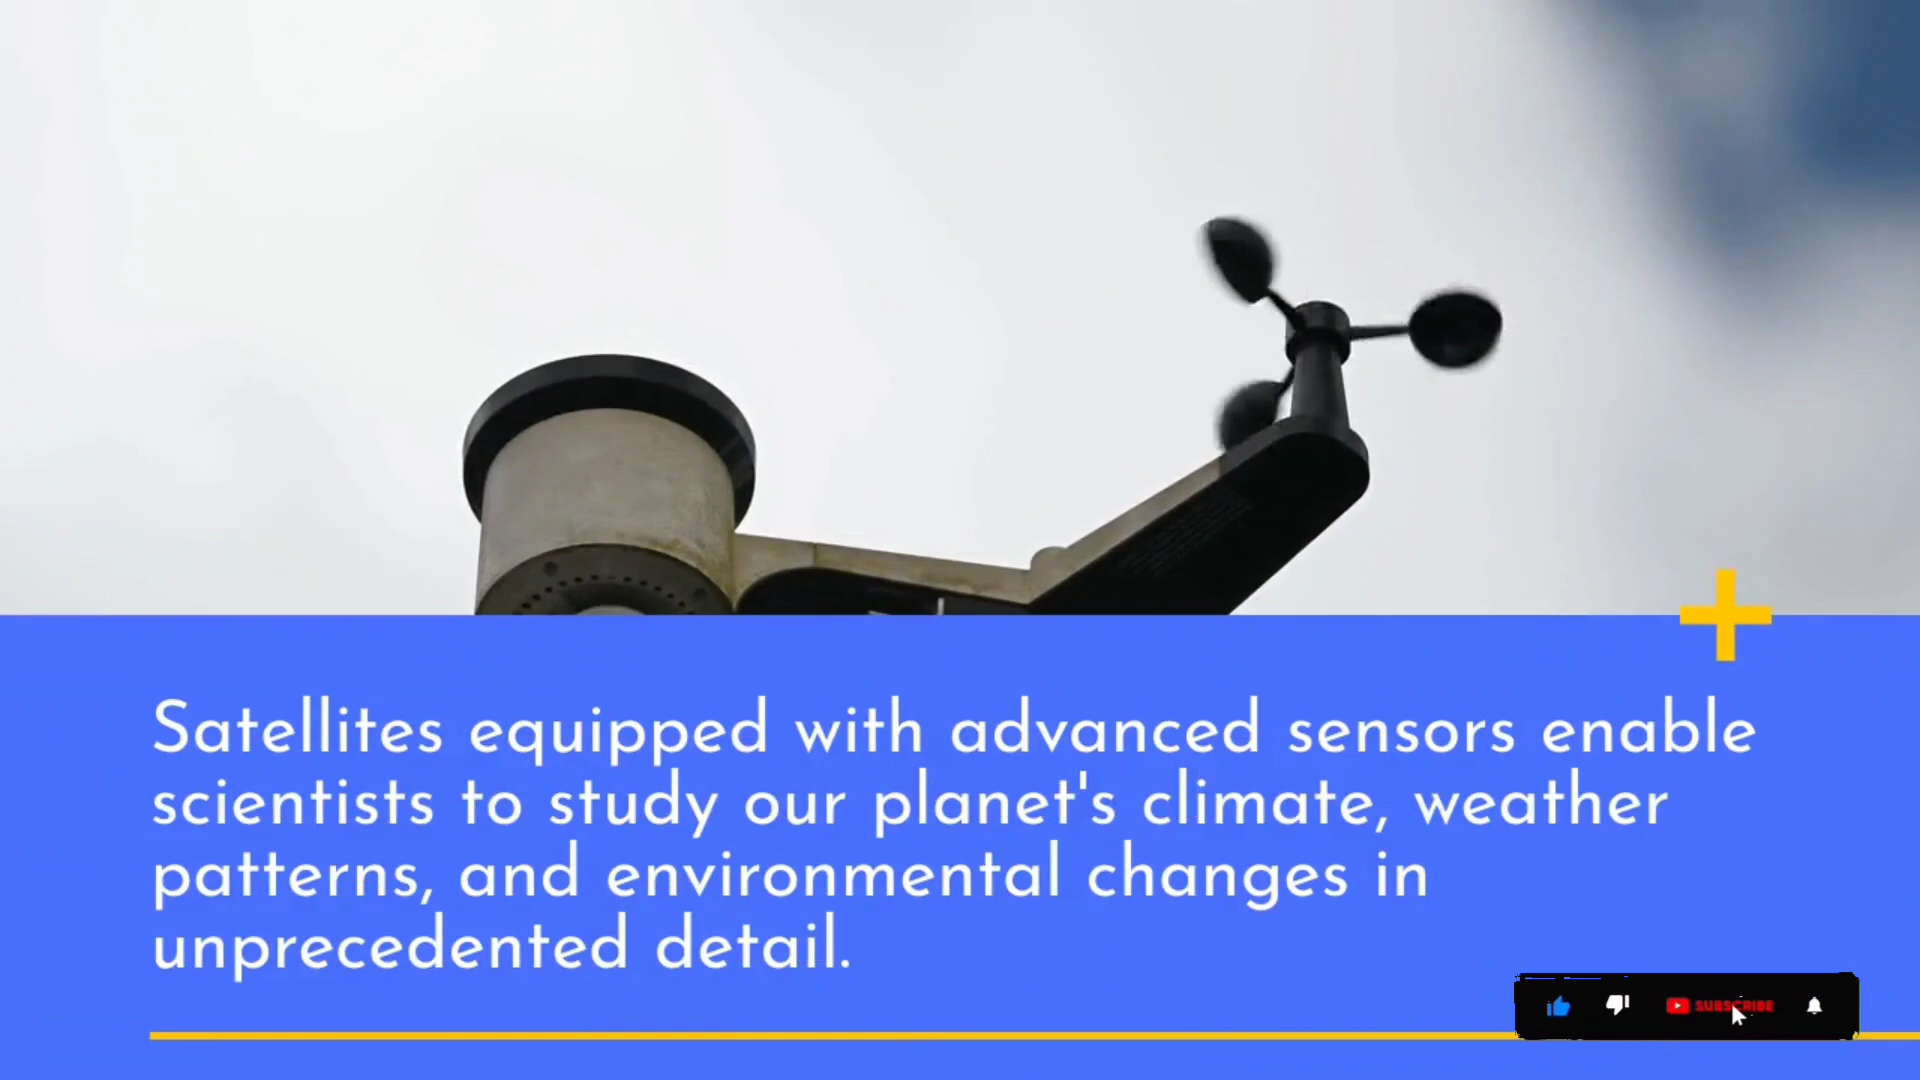 Satellites equipped with advanced sensors enable
scientists to study our planet's climate, weather
patterns, and environmental changes in
unprecedented detail.
SUBSCRIBE